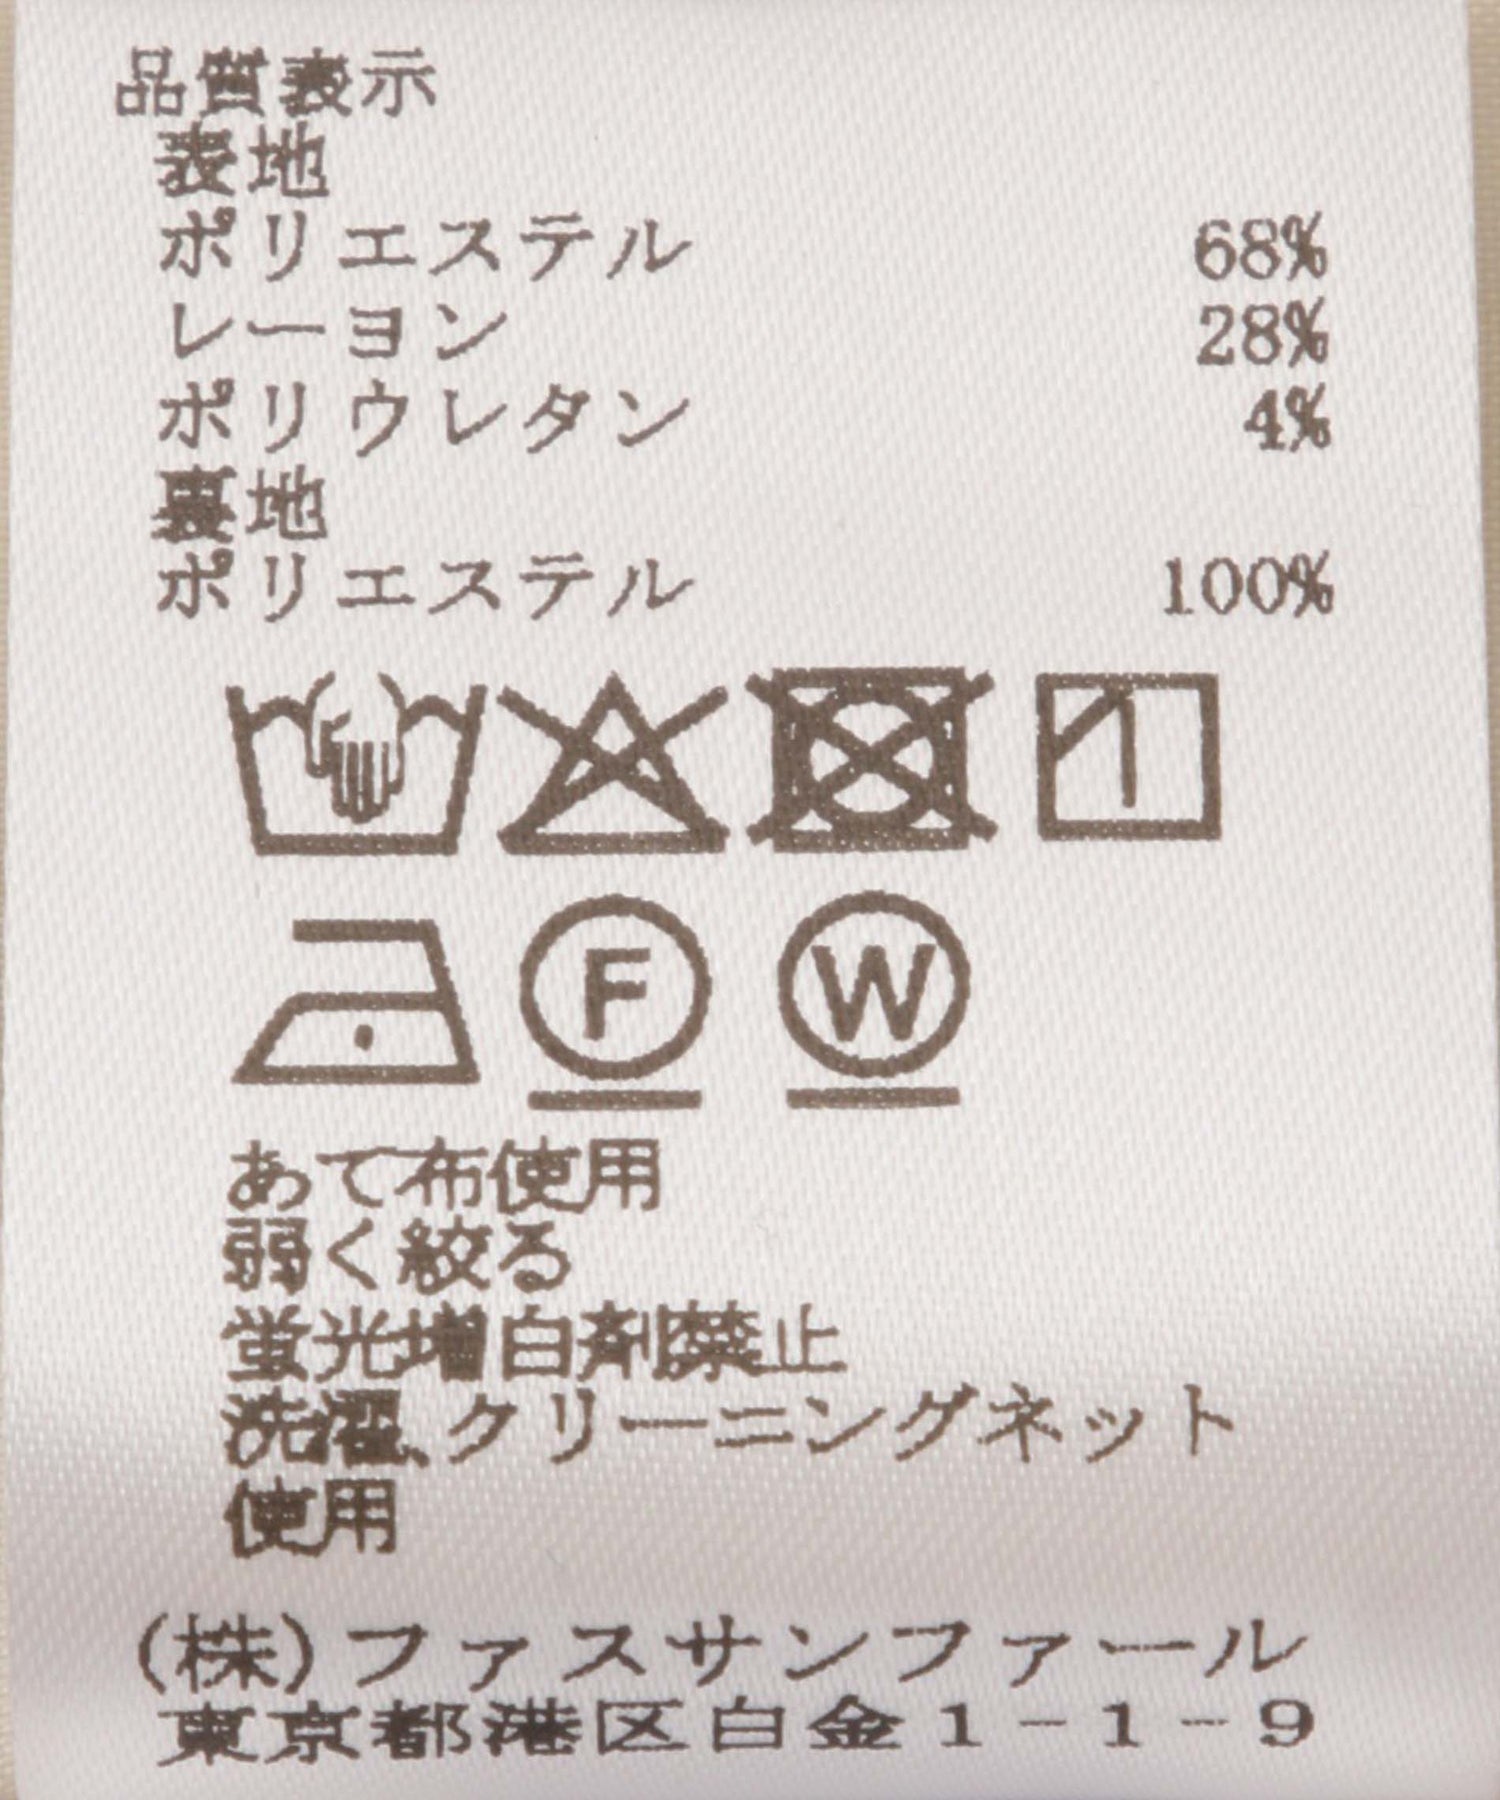 品質表示
表地
ポリエステル 68%
レーヨン 28%
ポリウレタン 4%
裏地
ポリエステル 100%
F W
あて布使用
弱く絞る
蛍光増白剤禁止
洗濯、クリーニングネット
使用
(株)ファスサンファール
東京都港区白金1-1-9